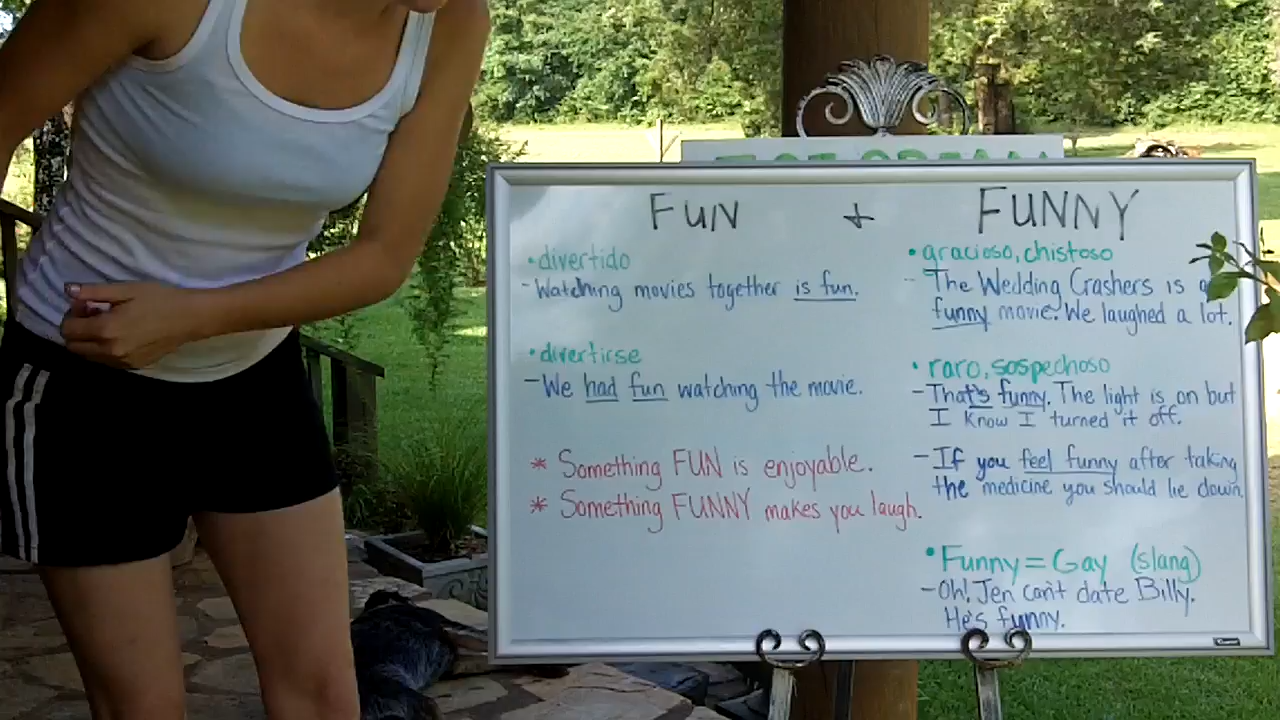 FUN + FUNNY
• divertido
- Watching movies together is fun.
• divertirse
- We had fun watching the movie.
* Something FUN is enjoyable.
* Something FUNNY makes you laugh.
• gracioso, chistoso
- The Wedding Crashers is a
funny movie. We laughed a lot.
• raro, sospechoso
- That's funny. The light is on but
I know I turned it off.
- If you feel funny after taking
the medicine you should lie down.
• Funny = Gay (slang)
- Oh! Jen can't date Billy.
He's funny.